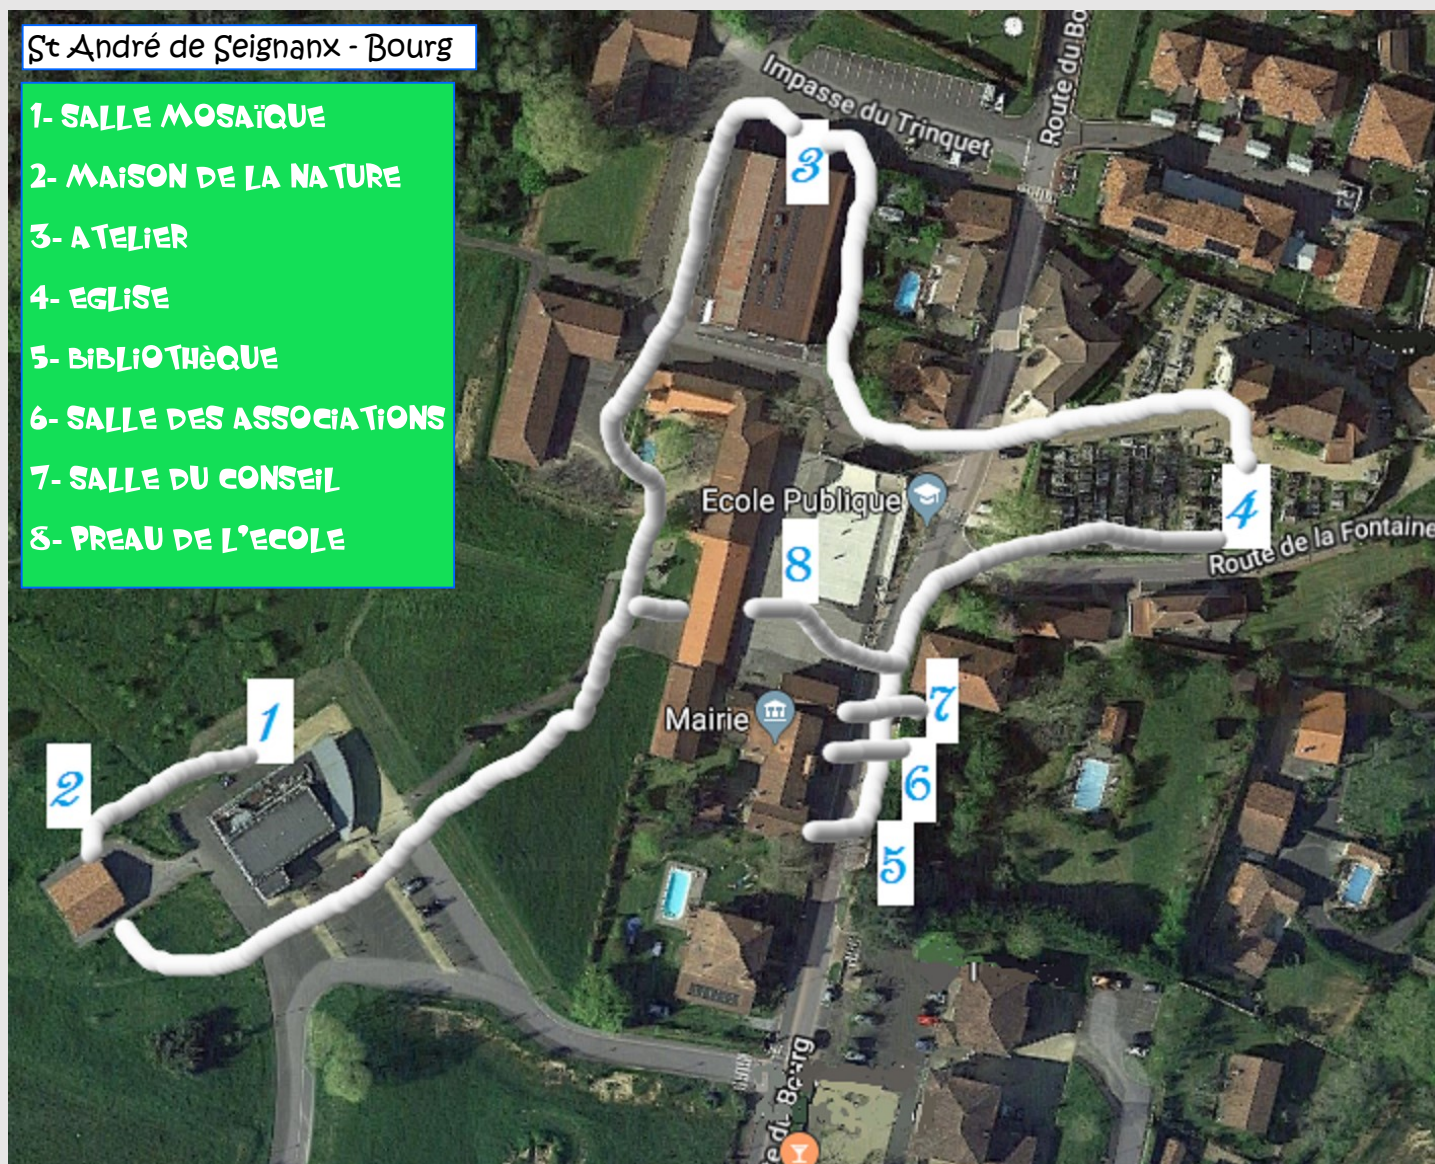 St André de Seignanx - Bourg
1- SALLE MOSAÏQUE
2- MAISON DE LA NATURE
3- ATELIER
4- EGLISE
5- BIBLIOTHÈQUE
6- SALLE DES ASSOCIATIONS
7- SALLE DU CONSEIL
8- PREAU DE L'ECOLE
Impasse du Trinquet
Route du Bo
3
Ecole Publique
4
Route de la Fontaine
8
7
1
Mairie
2
6
5
te du Bourg